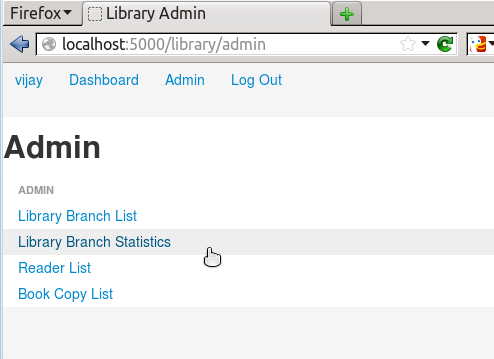 Firefox
Library Admin
localhost:5000/library/admin
vijay Dashboard Admin Log Out
Admin
ADMIN
Library Branch List
Library Branch Statistics
Reader List
Book Copy List